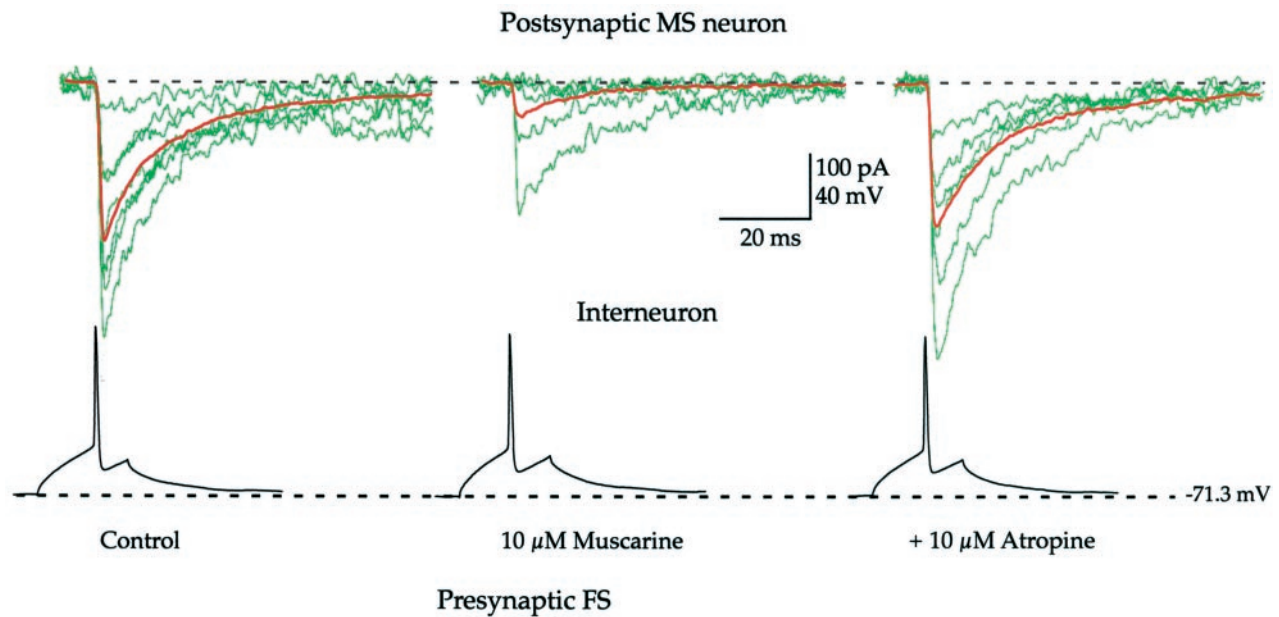 Postsynaptic MS neuron
100 pA
40 mV
20 ms
Interneuron
-71.3 mV
Control
10 µM Muscarine
+ 10 µM Atropine
Presynaptic FS